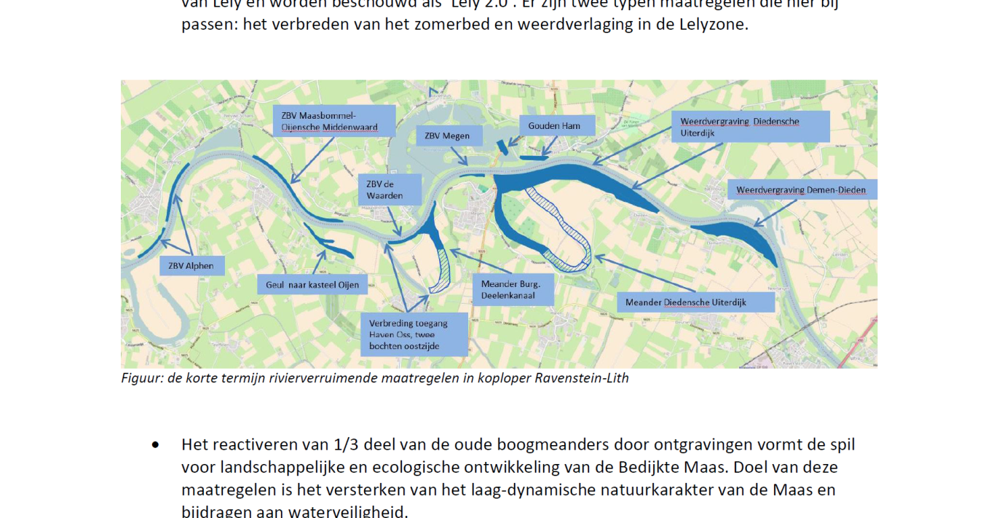 van Lely en worden beschouwd als 'Lely 2.0'. Er zijn twee typen maatregelen die hier bij
passen: het verbreden van het zomerbed en weerdverlaging in de Lelyzone.
ZBV Maasbommel-
Oijensche Middenwaard
ZBV Megen
Gouden Ham
Weerdvergraving Diedensche
Uiterdijk
ZBV de
Waarden
Weerdvergraving Demen-Dieden
ZBV Alphen
Geul naar kasteel Oijen
Meander Burg.
Deelenkanaal
Meander Diedensche Uiterdijk
Verbreding toegang
Haven Oss, twee
bochten oostzijde
Figuur: de korte termijn rivierverruimende maatregelen in koploper Ravenstein-Lith
• Het reactiveren van 1/3 deel van de oude boogmeanders door ontgravingen vormt de spil
voor landschappelijke en ecologische ontwikkeling van de Bedijkte Maas. Doel van deze
maatregelen is het versterken van het laag-dynamische natuurkarakter van de Maas en
bijdragen aan waterveiligheid.